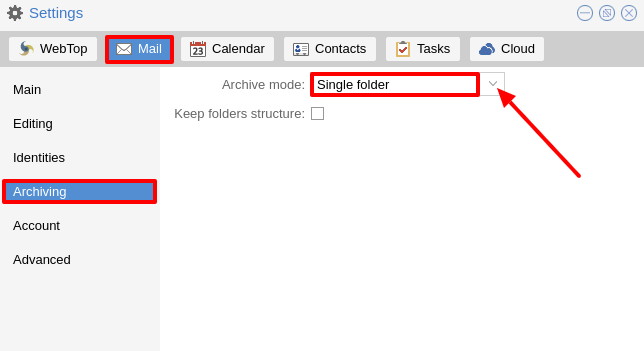 Settings
WebTop Mail 23 Calendar Contacts Tasks Cloud
Main
Editing
Identities
Archiving
Account
Advanced
Archive mode: Single folder
Keep folders structure: